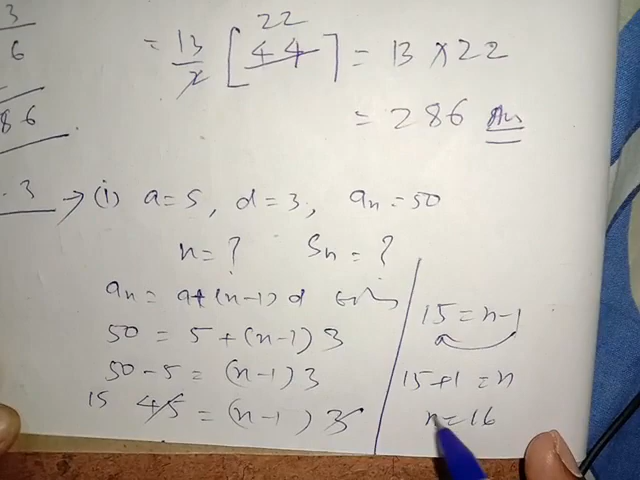 3
6
86
= 13/2 [44] = 13 × 22
22
= 286 Ans
.3 → (i) a = 5, d = 3, an = 50
n = ? Sn = ?
an = a + (n-1) d
50 = 5 + (n-1) 3
50 - 5 = (n-1) 3
15 45 = (n-1) 3
15 = n-1
15 + 1 = n
n = 16